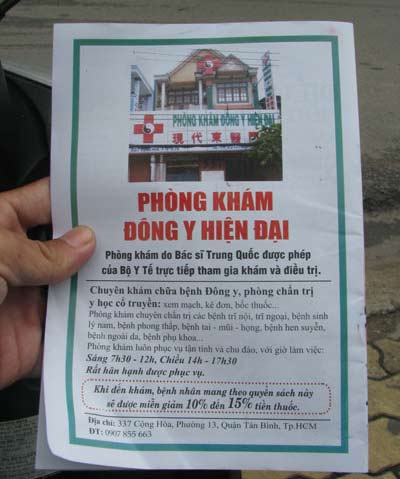 PHÒNG KHÁM ĐÔNG Y HIỆN ĐẠI
現代東醫
PHÒNG KHÁM
ĐÔNG Y HIỆN ĐẠI
Phòng khám do Bác sĩ Trung Quốc được phép
của Bộ Y Tế trực tiếp tham gia khám và điều trị.
Chuyên khám chữa bệnh Đông y, phòng chẩn trị
y học cổ truyền: xem mạch, kê đơn, bốc thuốc...
Phòng khám chuyên chẩn trị các bệnh trĩ nội, trĩ ngoại, bệnh sinh
lý nam, bệnh phong thấp, bệnh tai - mũi - họng, bệnh hen suyễn,
bệnh ngoài da, bệnh phụ khoa...
Phòng khám luôn phục vụ tận tình và chu đáo, với giờ làm việc:
Sáng 7h30 - 12h, Chiều 14h - 17h30
Rất hân hạnh được phục vụ.
Khi đến khám, bệnh nhân mang theo quyển sách này
sẽ được miễn giảm 10% đến 15% tiền thuốc.
Địa chỉ: 337 Cộng Hòa, Phường 13, Quận Tân Bình, Tp.HCM
ĐT: 0907 855 663